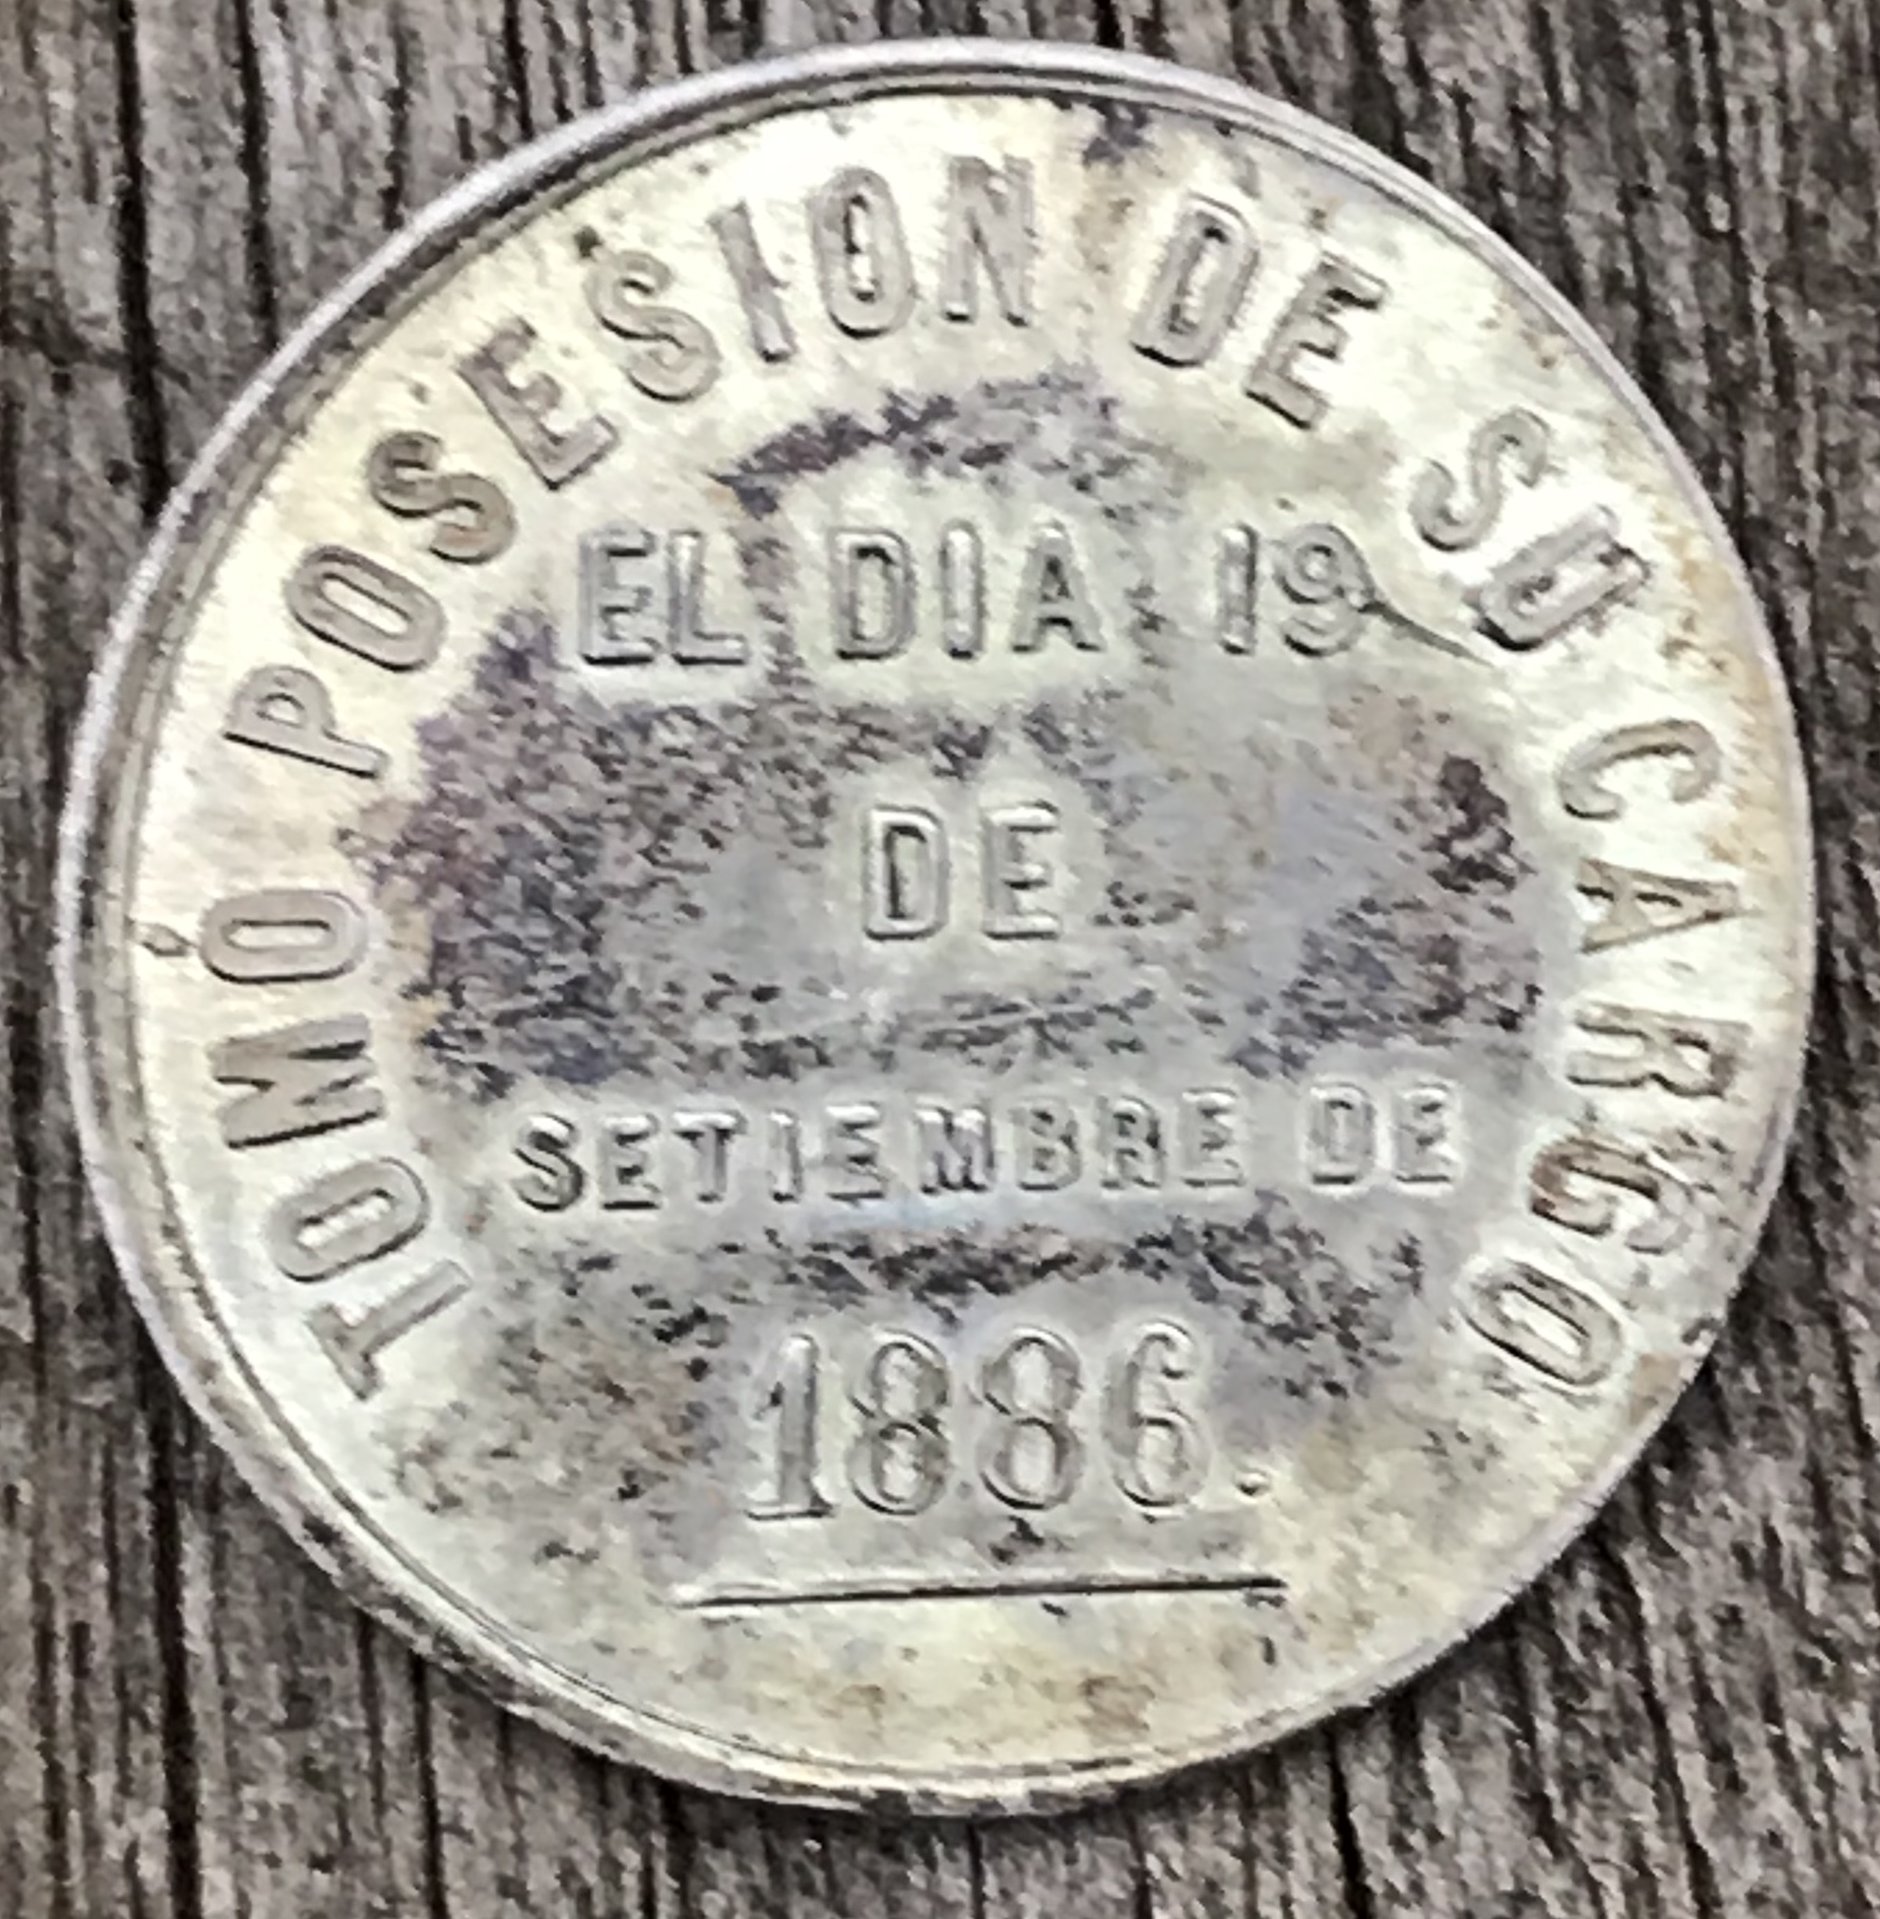 TOMÓ POSESION DE SU CARGO
EL DIA 19
DE
SETIEMBRE DE
1886.